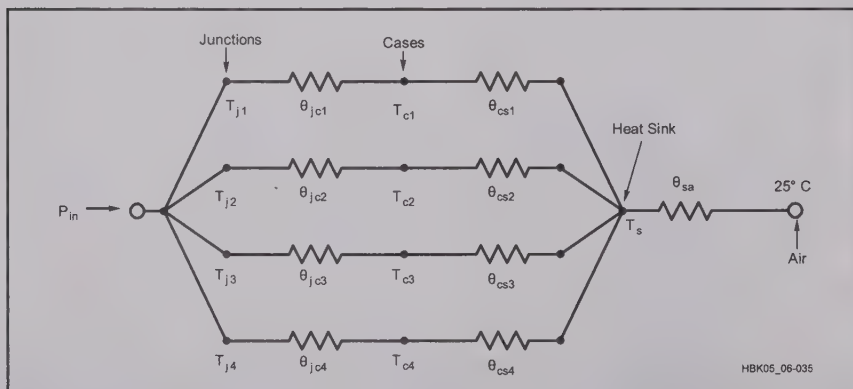 Junctions
Cases
T_j1
θ_jc1
T_c1
θ_cs1
Heat Sink
T_j2
θ_jc2
T_c2
θ_cs2
θ_sa
25° C
P_in
T_s
T_j3
θ_jc3
T_c3
θ_cs3
Air
T_j4
θ_jc4
T_c4
θ_cs4
HBK05_06-035